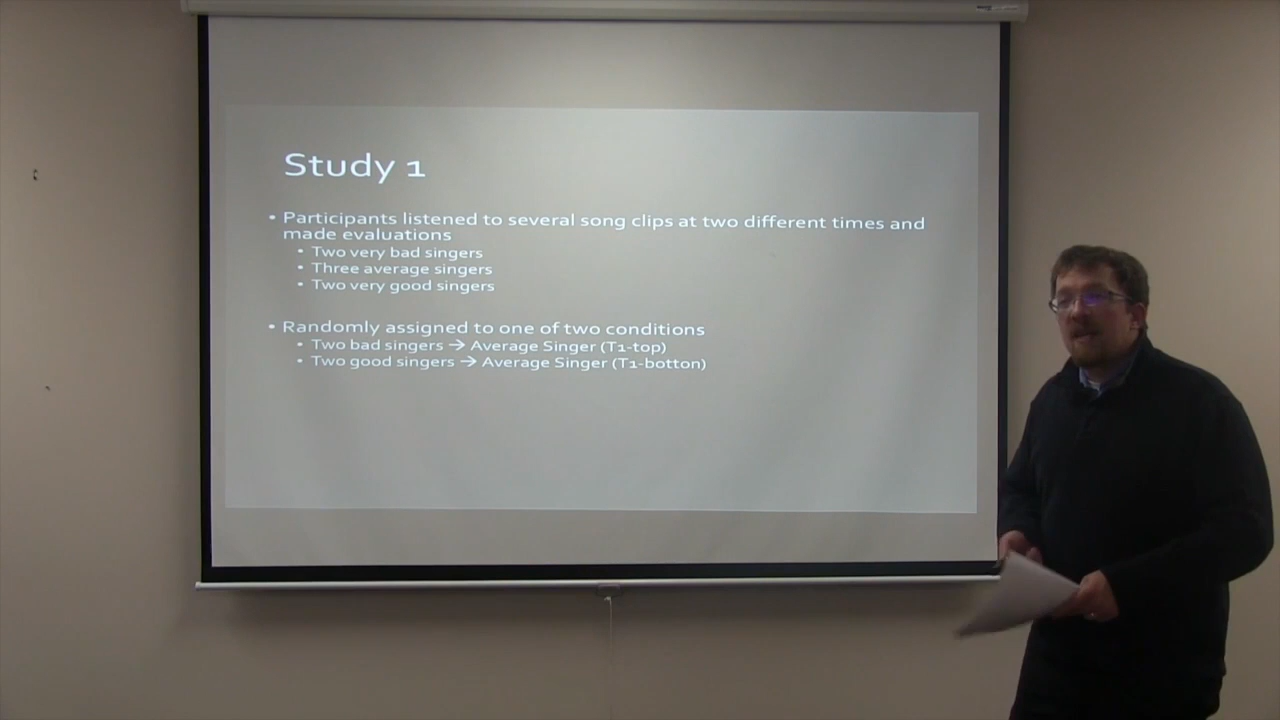 Study 1
• Participants listened to several song clips at two different times and
made evaluations
• Two very bad singers
• Three average singers
• Two very good singers
• Randomly assigned to one of two conditions
• Two bad singers → Average Singer (T1-top)
• Two good singers → Average Singer (T1-botton)